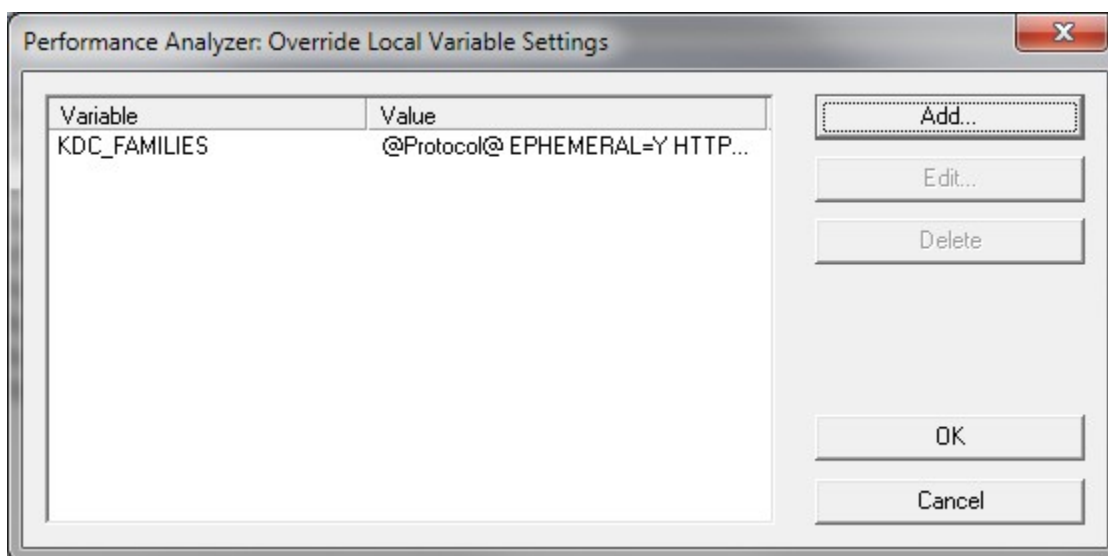 Performance Analyzer: Override Local Variable Settings
Variable Value
KDC_FAMILIES @Protocol@ EPHEMERAL=Y HTTP...
Add...
Edit...
Delete
OK
Cancel